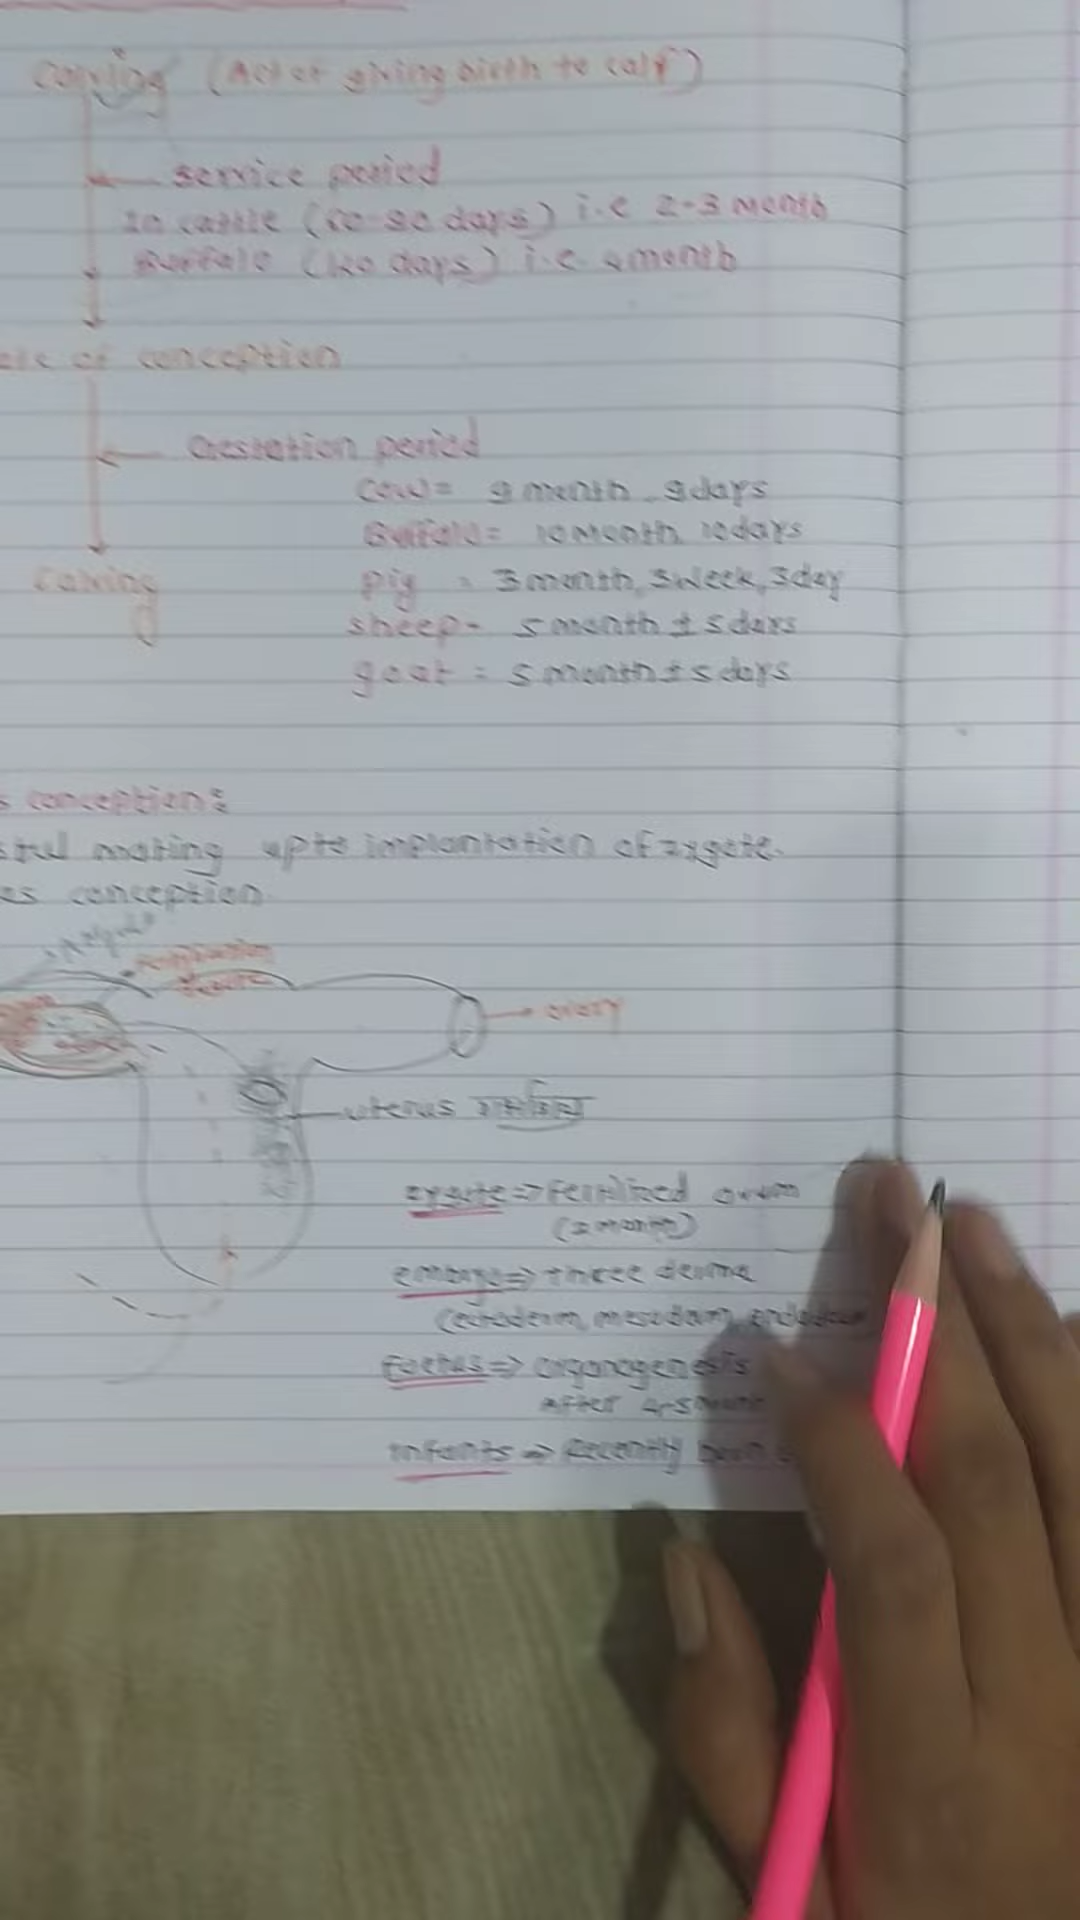 Calving (Act of giving birth to calf)
service period
In cattle (60-90 days) i.e 2-3 month
Buffalo (120 days) i.e. 4 month
of conception
Gestation period
Cow = 9 month, 9 days
Buffalo = 10 month 10 days
Calving
pig = 3 month, 3 week, 3 day
sheep - 5 month ± 5 days
goat = 5 month ± 5 days
conception:
mating upto implantation of zygote.
conception.
ovary
uterus
zygote => Fertilized ovum
(2 month)
embryo => three derma
(ectoderm, mesoderm, endoderm)
Foetus => organogenesis
After 4-5
Infants => Recently born